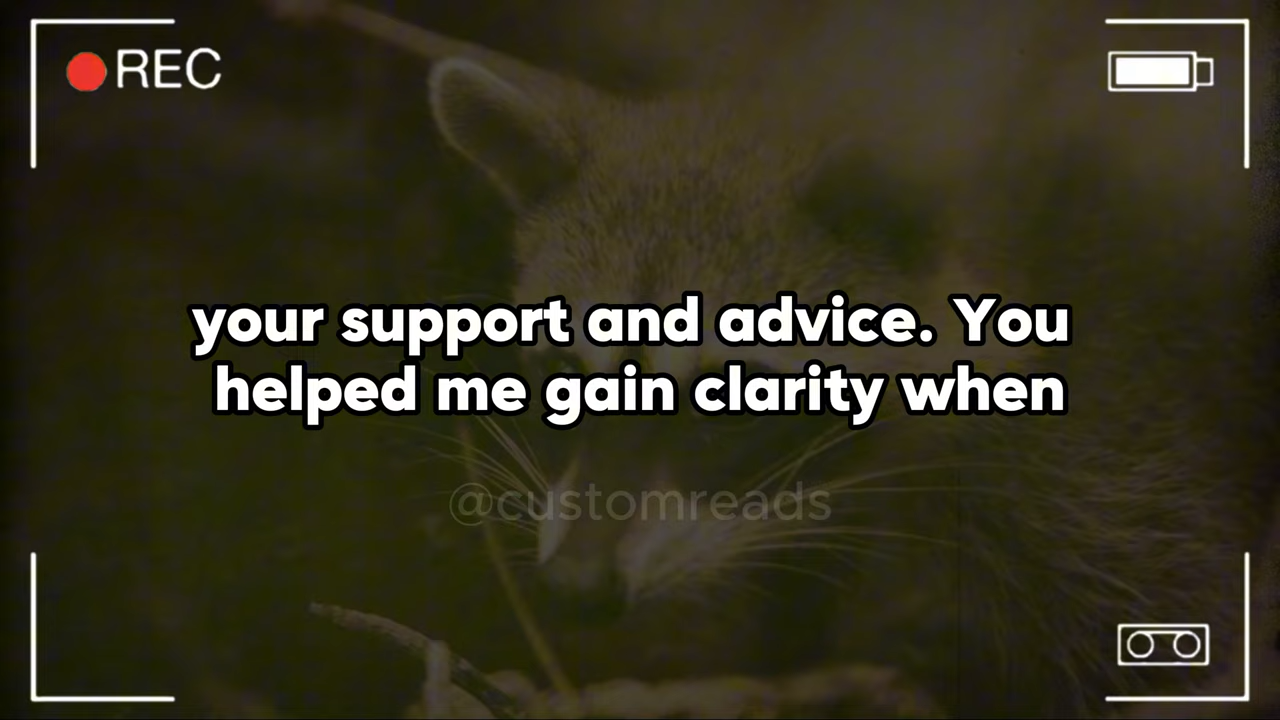 REC
your support and advice. You
helped me gain clarity when
@customreads